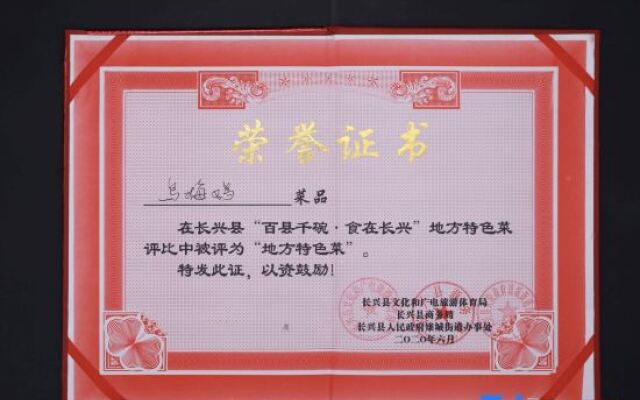 荣誉证书
乌梅鸡 菜品
在长兴县“百县千碗·食在长兴”地方特色菜
评比中被评为“地方特色菜”。
特发此证，以资鼓励！
长兴县文化和广电旅游体育局
长兴县商务局
长兴县人民政府雉城街道办事处
二〇二〇年六月